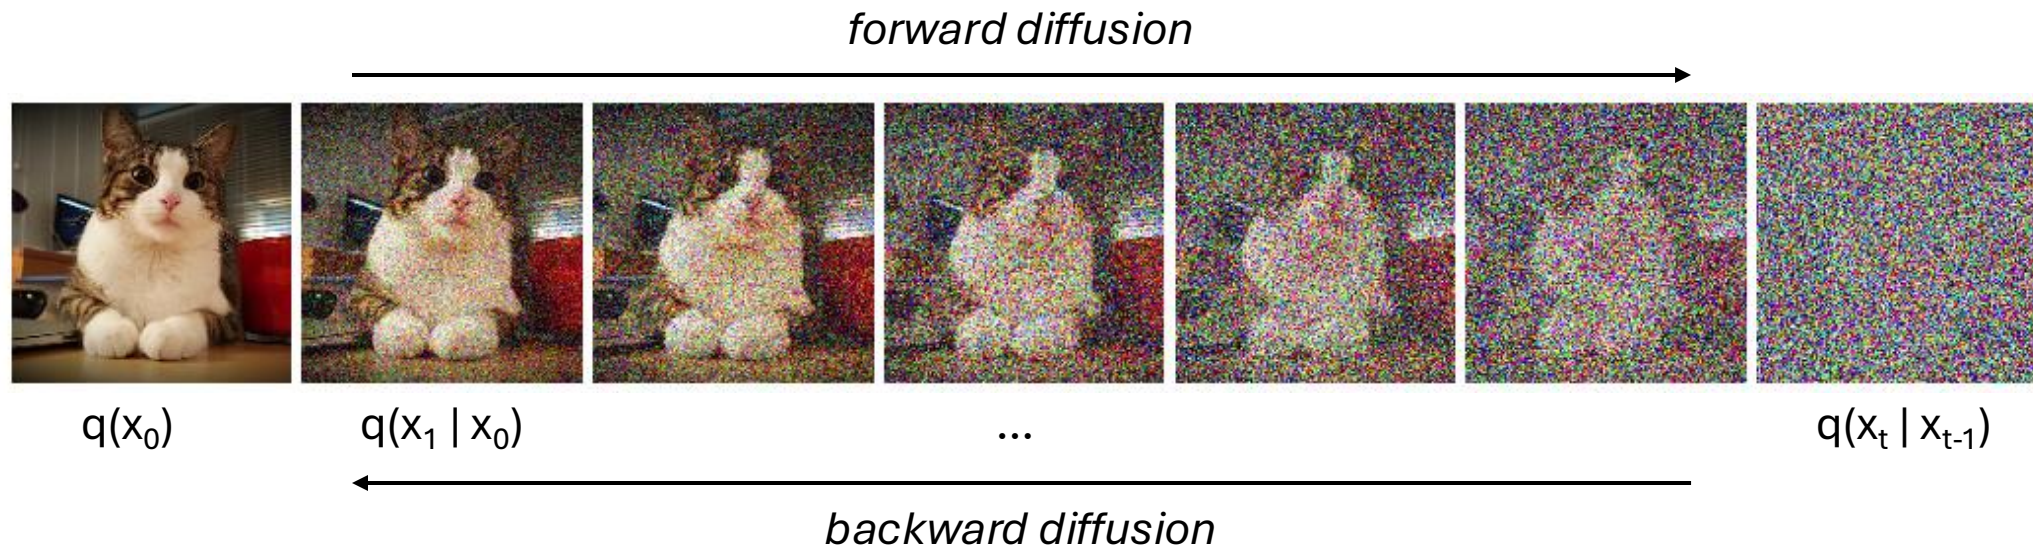 forward diffusion
q(x₀)
q(x₁ | x₀)
...
q(xₜ | xₜ₋₁)
backward diffusion